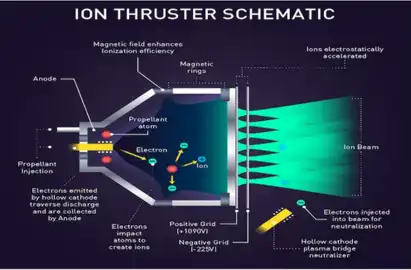 ION THRUSTER SCHEMATIC
Magnetic field enhances
Ionization efficiency
Magnetic
rings
Ions electrostatically
accelerated
Anode
Propellant
atom
Electron
Ion
Propellant
Injection
Ion Beam
Electrons emitted
by hollow cathode
traverse discharge
and are collected
by Anode
Electrons
impact
atoms to
create ions
Positive Grid
(+1090V)
Negative Grid
(-225V)
Electrons injected
into beam for
neutralization
Hollow cathode
plasma bridge
neutralizer